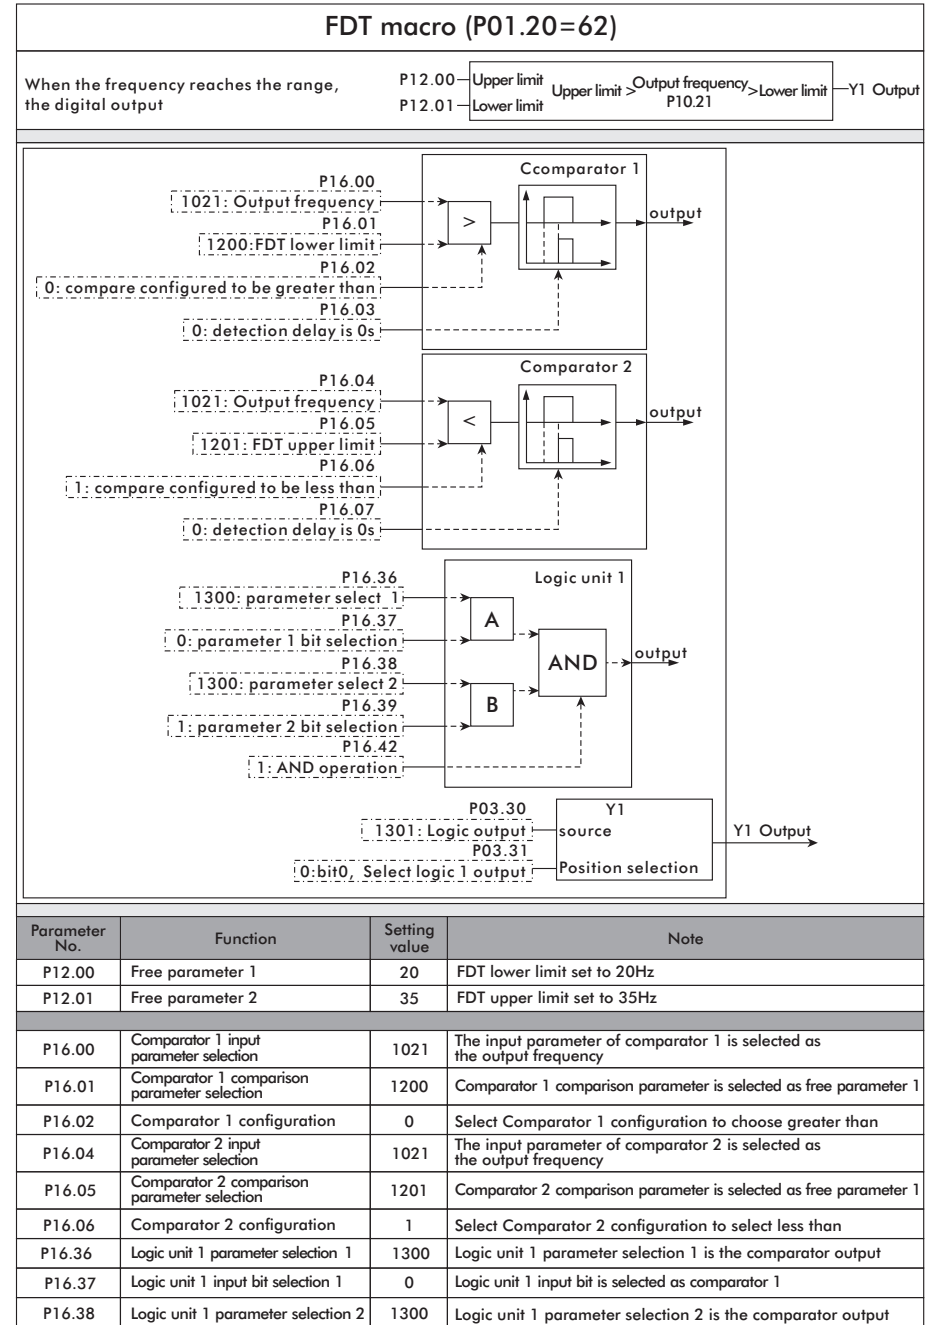 FDT macro (P01.20=62)
When the frequency reaches the range,
the digital output
P12.00
Upper limit
P12.01
Lower limit
Upper limit >
Output frequency
P10.21
>Lower limit
Y1 Output
Ccomparator 1
P16.00
1021: Output frequency
P16.01
1200:FDT lower limit
P16.02
0: compare configured to be greater than
P16.03
0: detection delay is 0s
>
output
Comparator 2
P16.04
1021: Output frequency
P16.05
1201: FDT upper limit
P16.06
1: compare configured to be less than
P16.07
0: detection delay is 0s
<
output
Logic unit 1
P16.36
1300: parameter select 1
P16.37
0: parameter 1 bit selection
P16.38
1300: parameter select 2
P16.39
1: parameter 2 bit selection
P16.42
1: AND operation
A
B
AND
output
P03.30
1301: Logic output
P03.31
0:bit0, Select logic 1 output
Y1
source
Position selection
Y1 Output
Parameter No. Function Setting value Note
P12.00 Free parameter 1 20 FDT lower limit set to 20Hz
P12.01 Free parameter 2 35 FDT upper limit set to 35Hz
P16.00 Comparator 1 input parameter selection 1021 The input parameter of comparator 1 is selected as the output frequency
P16.01 Comparator 1 comparison parameter selection 1200 Comparator 1 comparison parameter is selected as free parameter 1
P16.02 Comparator 1 configuration 0 Select Comparator 1 configuration to choose greater than
P16.04 Comparator 2 input parameter selection 1021 The input parameter of comparator 2 is selected as the output frequency
P16.05 Comparator 2 comparison parameter selection 1201 Comparator 2 comparison parameter is selected as free parameter 1
P16.06 Comparator 2 configuration 1 Select Comparator 2 configuration to select less than
P16.36 Logic unit 1 parameter selection 1 1300 Logic unit 1 parameter selection 1 is the comparator output
P16.37 Logic unit 1 input bit selection 1 0 Logic unit 1 input bit is selected as comparator 1
P16.38 Logic unit 1 parameter selection 2 1300 Logic unit 1 parameter selection 2 is the comparator output